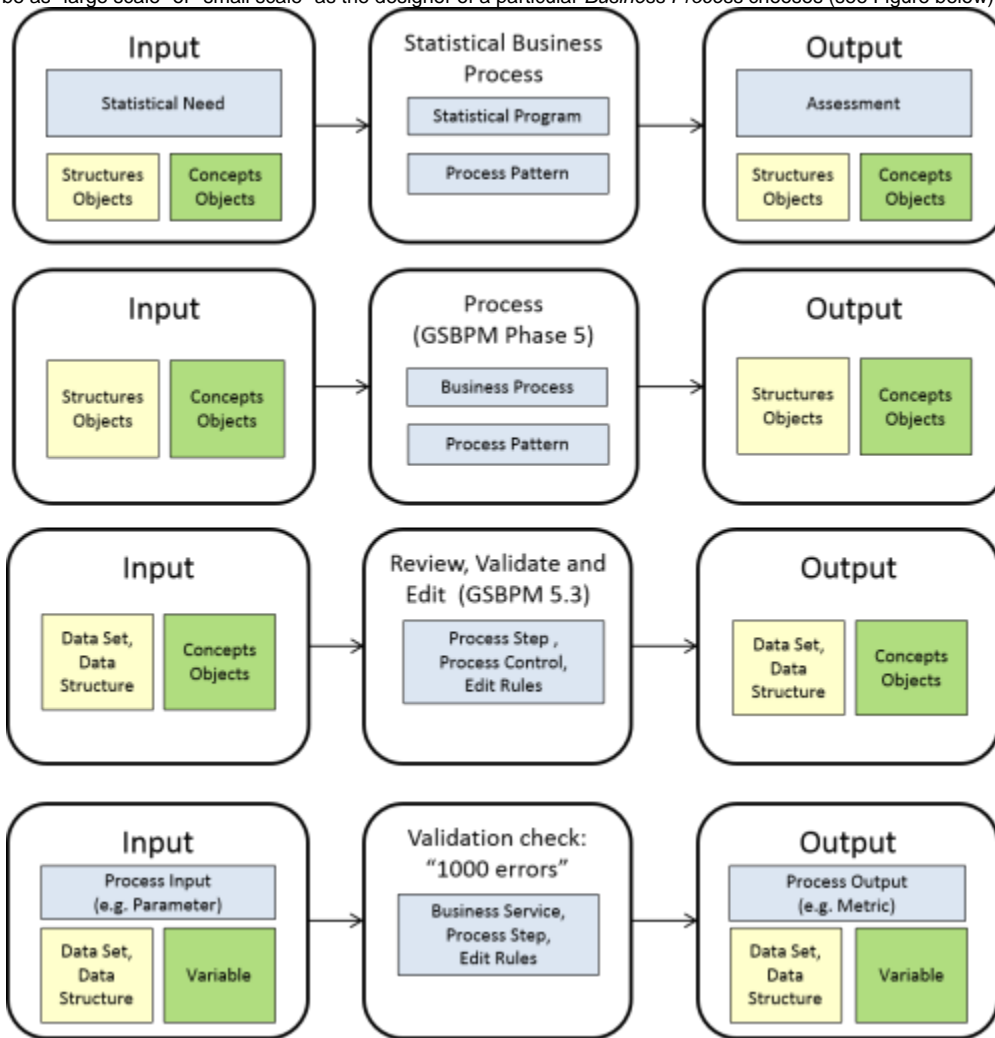 be as "large scale" or "small scale" as the designer of a particular Business Process chooses (see Figure below)
Input
Statistical Need
Structures
Objects
Concepts
Objects
Statistical Business
Process
Statistical Program
Process Pattern
Output
Assessment
Structures
Objects
Concepts
Objects
Input
Structures
Objects
Concepts
Objects
Process
(GSBPM Phase 5)
Business Process
Process Pattern
Output
Structures
Objects
Concepts
Objects
Input
Data Set,
Data
Structure
Concepts
Objects
Review, Validate and
Edit (GSBPM 5.3)
Process Step ,
Process Control,
Edit Rules
Output
Data Set,
Data
Structure
Concepts
Objects
Input
Process Input
(e.g. Parameter)
Data Set,
Data
Structure
Variable
Validation check:
“1000 errors”
Business Service,
Process Step,
Edit Rules
Output
Process Output
(e.g. Metric)
Data Set,
Data
Structure
Variable